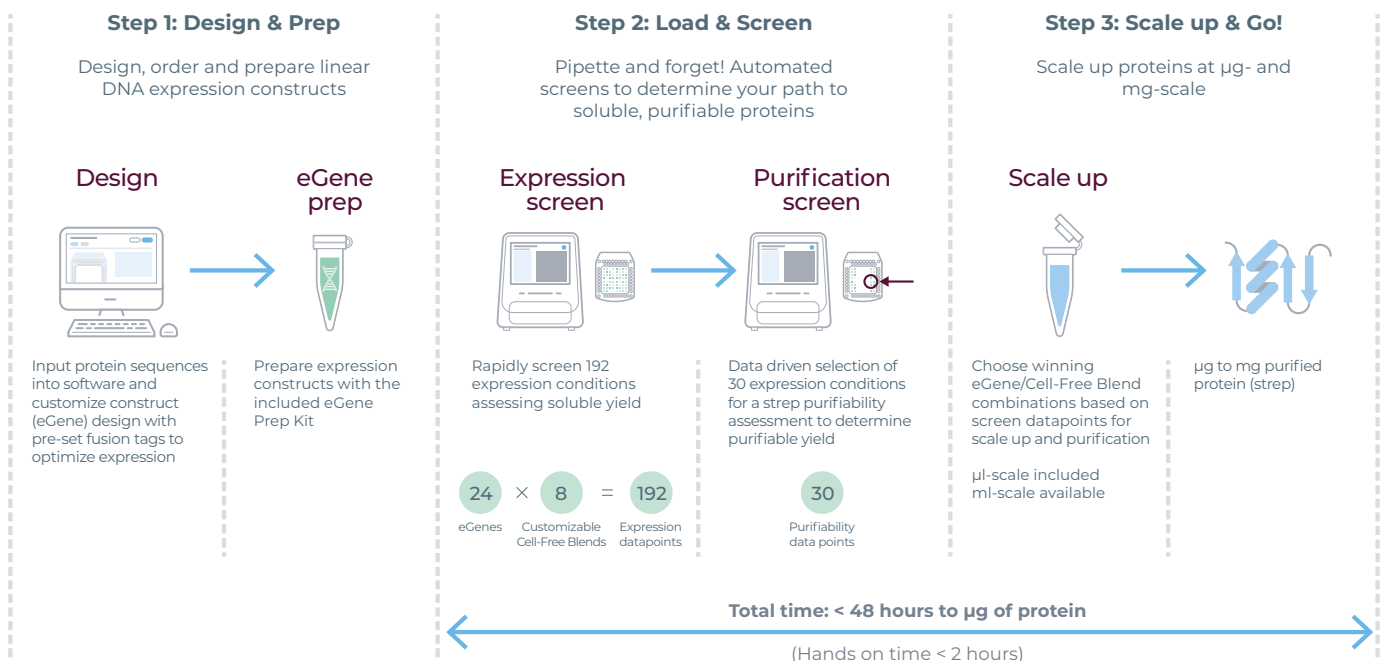 Step 1: Design & Prep
Design, order and prepare linear
DNA expression constructs
Design
eGene
prep
Input protein sequences
into software and
customize construct
(eGene) design with
pre-set fusion tags to
optimize expression
Prepare expression
constructs with the
included eGene
Prep Kit
Step 2: Load & Screen
Pipette and forget! Automated
screens to determine your path to
soluble, purifiable proteins
Expression
screen
Purification
screen
Rapidly screen 192
expression conditions
assessing soluble yield
24 × 8 = 192
eGenes
Customizable
Cell-Free Blends
Expression
datapoints
Data driven selection of
30 expression conditions
for a strep purifiability
assessment to determine
purifiable yield
30
Purifiability
data points
Step 3: Scale up & Go!
Scale up proteins at µg- and
mg-scale
Scale up
Choose winning
eGene/Cell-Free Blend
combinations based on
screen datapoints for
scale up and purification
µl-scale included
ml-scale available
µg to mg purified
protein (strep)
Total time: < 48 hours to µg of protein
(Hands on time < 2 hours)